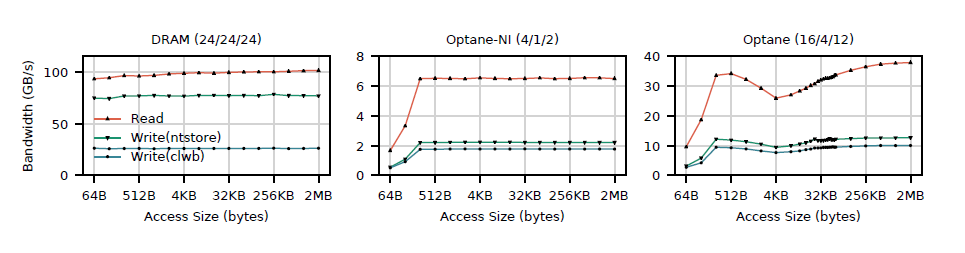 DRAM (24/24/24)
Bandwidth (GB/s)
100
50
0
Read
Write(ntstore)
Write(clwb)
64B 512B 4KB 32KB 256KB 2MB
Access Size (bytes)
Optane-NI (4/1/2)
8
6
4
2
0
64B 512B 4KB 32KB 256KB 2MB
Access Size (bytes)
Optane (16/4/12)
40
30
20
10
0
64B 512B 4KB 32KB 256KB 2MB
Access Size (bytes)